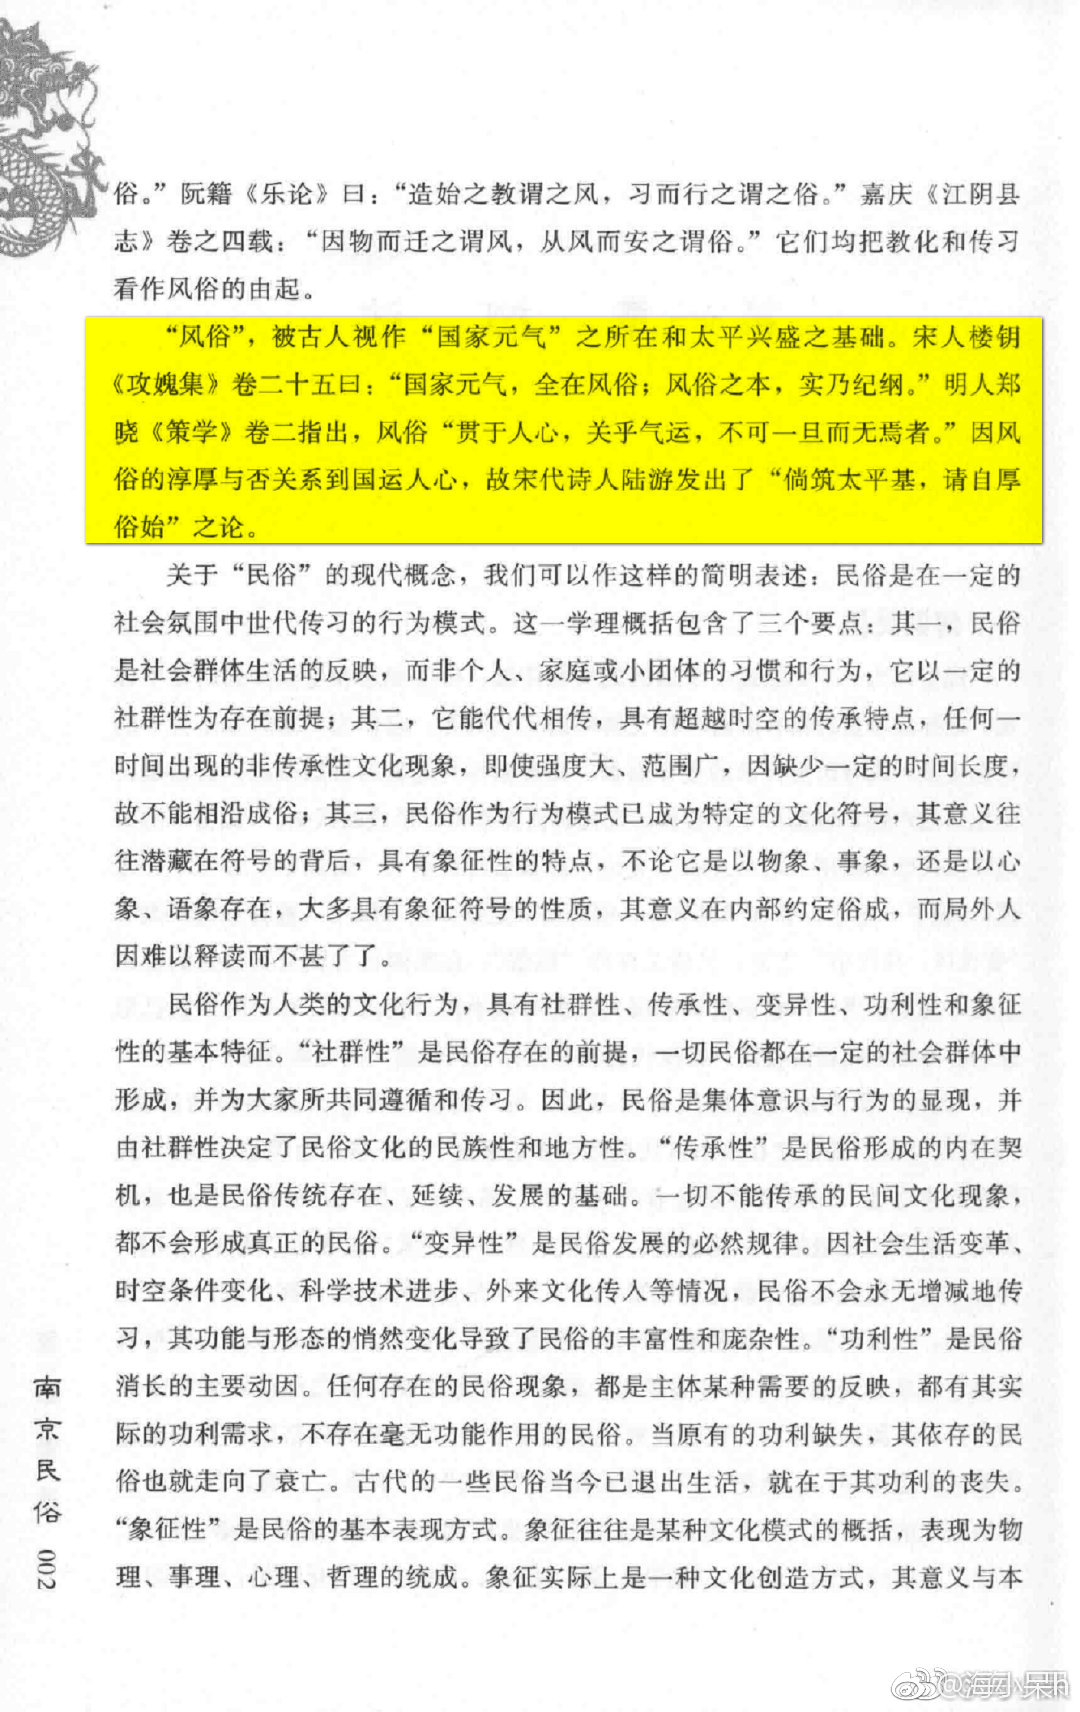 俗。”阮籍《乐论》曰：“造始之教谓之风，习而行之谓之俗。”嘉庆《江阴县
志》卷之四载：“因物而迁之谓风，从风而安之谓俗。”它们均把教化和传习
看作风俗的由起。
“风俗”，被古人视作“国家元气”之所在和太平兴盛之基础。宋人楼钥
《攻媿集》卷二十五曰：“国家元气，全在风俗；风俗之本，实乃纪纲。”明人郑
晓《策学》卷二指出，风俗“贯于人心，关乎气运，不可一旦而无焉者。”因风
俗的淳厚与否关系到国运人心，故宋代诗人陆游发出了“倘筑太平基，请自厚
俗始”之论。
关于“民俗”的现代概念，我们可以作这样的简明表述：民俗是在一定的
社会氛围中世代传习的行为模式。这一学理概括包含了三个要点：其一，民俗
是社会群体生活的反映，而非个人、家庭或小团体的习惯和行为，它以一定的
社群性为存在前提；其二，它能代代相传，具有超越时空的传承特点，任何一
时间出现的非传承性文化现象，即使强度大、范围广，因缺少一定的时间长度，
故不能相沿成俗；其三，民俗作为行为模式已成为特定的文化符号，其意义往
往潜藏在符号的背后，具有象征性的特点，不论它是以物象、事象，还是以心
象、语象存在，大多具有象征符号的性质，其意义在内部约定俗成，而局外人
因难以释读而不甚了了。
民俗作为人类的文化行为，具有社群性、传承性、变异性、功利性和象征
性的基本特征。“社群性”是民俗存在的前提，一切民俗都在一定的社会群体中
形成，并为大家所共同遵循和传习。因此，民俗是集体意识与行为的显现，并
由社群性决定了民俗文化的民族性和地方性。“传承性”是民俗形成的内在契
机，也是民俗传统存在、延续、发展的基础。一切不能传承的民间文化现象，
都不会形成真正的民俗。“变异性”是民俗发展的必然规律。因社会生活变革、
时空条件变化、科学技术进步、外来文化传人等情况，民俗不会永无增减地传
习，其功能与形态的悄然变化导致了民俗的丰富性和庞杂性。“功利性”是民俗
消长的主要动因。任何存在的民俗现象，都是主体某种需要的反映，都有其实
际的功利需求，不存在毫无功能作用的民俗。当原有的功利缺失，其依存的民
俗也就走向了衰亡。古代的一些民俗当今已退出生活，就在于其功利的丧失。
“象征性”是民俗的基本表现方式。象征往往是某种文化模式的概括，表现为物
理、事理、心理、哲理的统成。象征实际上是一种文化创造方式，其意义与本
南京民俗 002